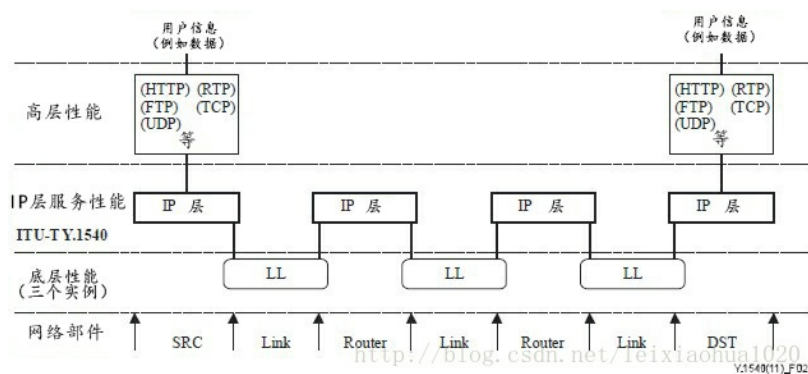 用户信息
(例如数据)
用户信息
(例如数据)
高层性能
(HTTP) (RTP)
(FTP) (TCP)
(UDP)
等
(HTTP) (RTP)
(FTP) (TCP)
(UDP)
等
IP层服务性能
IP 层
IP 层
IP 层
IP 层
ITU-T Y.1540
底层性能
(三个实例)
LL
LL
LL
网络部件
SRC
Link
Router
Link
Router
Link
DST
http://blog.csdn.net/leixiaohua1020
Y.1540(11)_F02